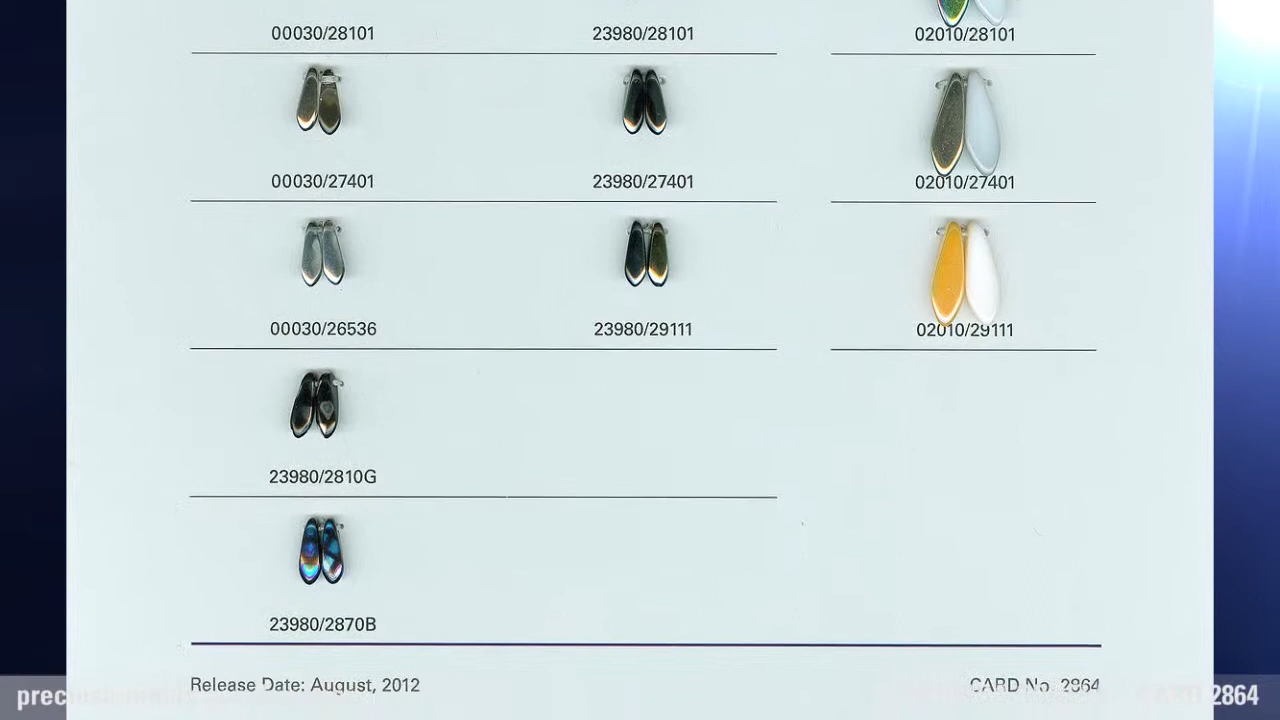 00030/28101 23980/28101 02010/28101
00030/27401 23980/27401 02010/27401
00030/26536 23980/29111 02010/29111
23980/2810G
23980/2870B
Release Date: August, 2012 CARD No. 2864
2864